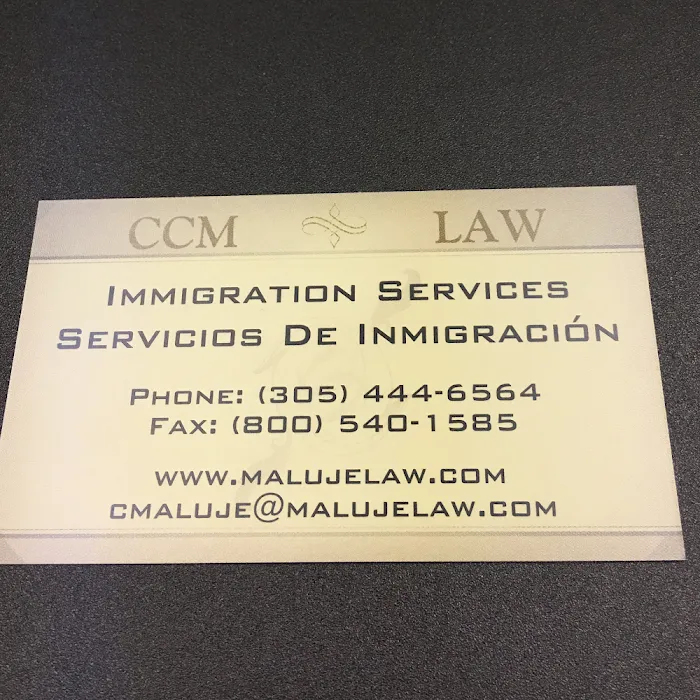 CCM LAW
IMMIGRATION SERVICES
SERVICIOS DE INMIGRACIÓN
PHONE: (305) 444-6564
FAX: (800) 540-1585
WWW.MALUJELAW.COM
CMALUJE@MALUJELAW.COM